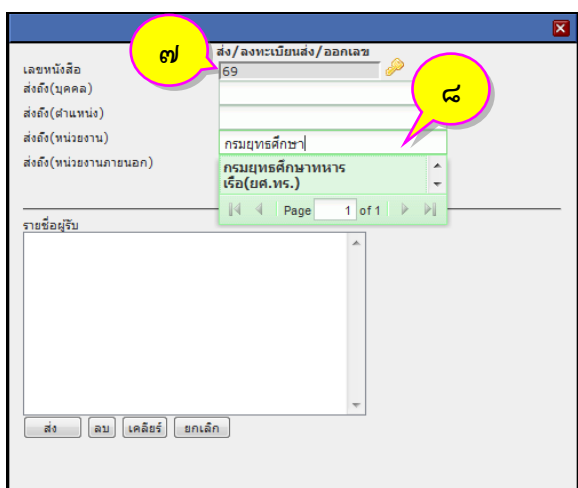 ๗
ส่ง/ลงทะเบียนส่ง/ออกเลข
เลขหนังสือ 69
ส่งถึง(บุคคล)
๘
ส่งถึง(ตำแหน่ง)
ส่งถึง(หน่วยงาน) กรมยุทธศึกษา
ส่งถึง(หน่วยงานภายนอก)
กรมยุทธศึกษาทหาร
เรือ(ยศ.ทร.)
Page 1 of 1
รายชื่อผู้รับ
ส่ง ลบ เคลียร์ ยกเลิก